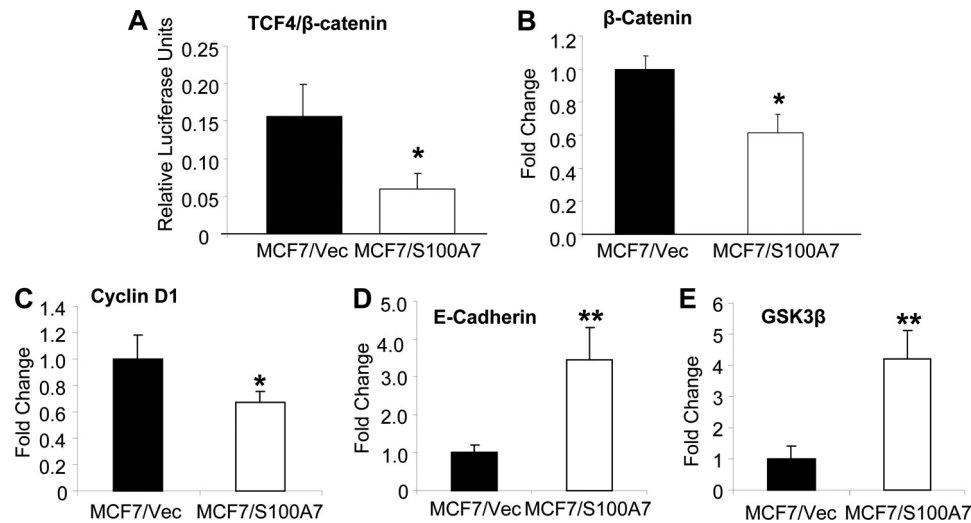 A
TCF4/β-catenin
Relative Luciferase Units
0.25
0.20
0.15
0.10
0.05
0
*
MCF7/Vec MCF7/S100A7
B
β-Catenin
Fold Change
1.2
1.0
0.8
0.6
0.4
0.2
0.0
*
MCF7/Vec MCF7/S100A7
C
Cyclin D1
Fold Change
1.4
1.2
1.0
0.8
0.6
0.4
0.2
0
*
MCF7/Vec MCF7/S100A7
D
E-Cadherin
Fold Change
5.0
4.0
3.0
2.0
1.0
0
**
MCF7/Vec MCF7/S100A7
E
GSK3β
Fold Change
6
5
4
3
2
1
0
**
MCF7/Vec MCF7/S100A7